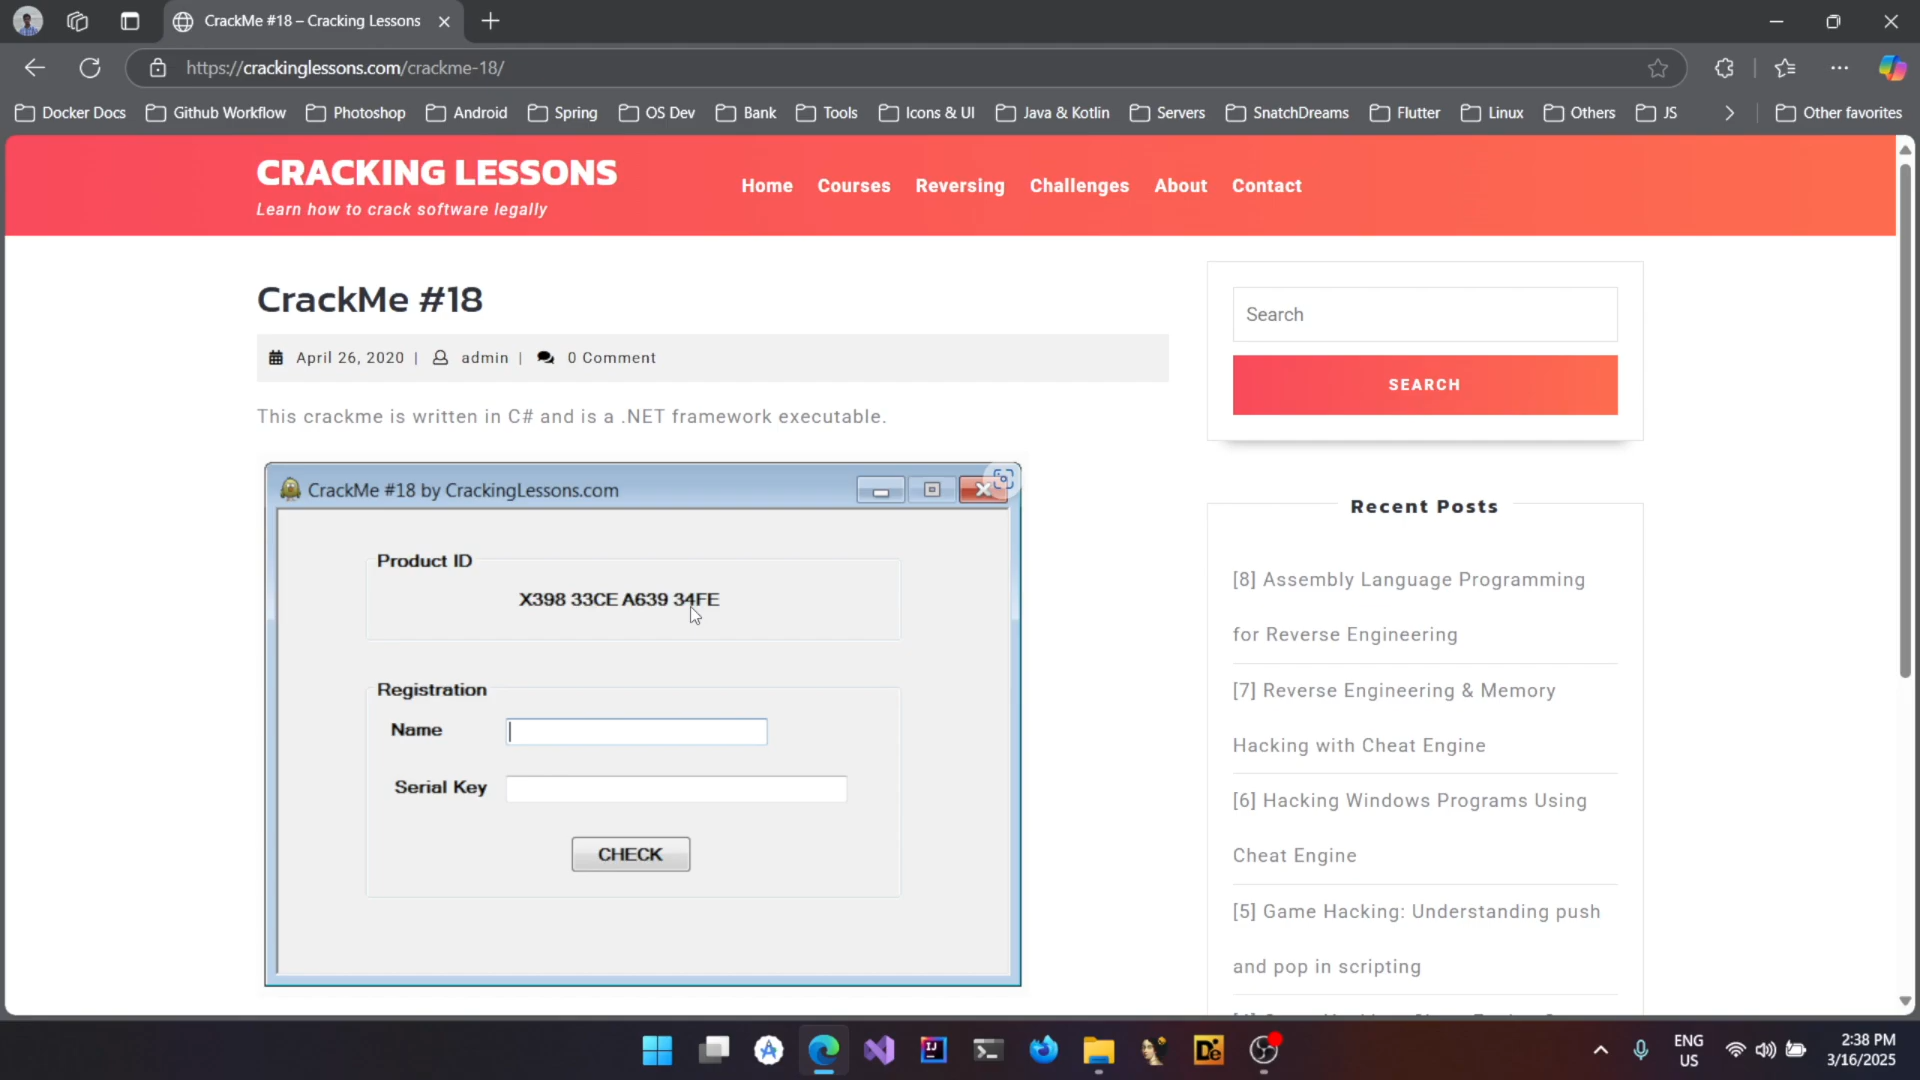 CrackMe #18 – Cracking Lessons
https://crackinglessons.com/crackme-18/
Docker Docs
Github Workflow
Photoshop
Android
Spring
OS Dev
Bank
Tools
Icons & UI
Java & Kotlin
Servers
SnatchDreams
Flutter
Linux
Others
JS
Other favorites
CRACKING LESSONS
Learn how to crack software legally
Home
Courses
Reversing
Challenges
About
Contact
CrackMe #18
April 26, 2020 | admin | 0 Comment
This crackme is written in C# and is a .NET framework executable.
CrackMe #18 by CrackingLessons.com
Product ID
X398 33CE A639 34FE
Registration
Name
Serial Key
CHECK
Search
SEARCH
Recent Posts
[8] Assembly Language Programming
for Reverse Engineering
[7] Reverse Engineering & Memory
Hacking with Cheat Engine
[6] Hacking Windows Programs Using
Cheat Engine
[5] Game Hacking: Understanding push
and pop in scripting
ENG
US
2:38 PM
3/16/2025